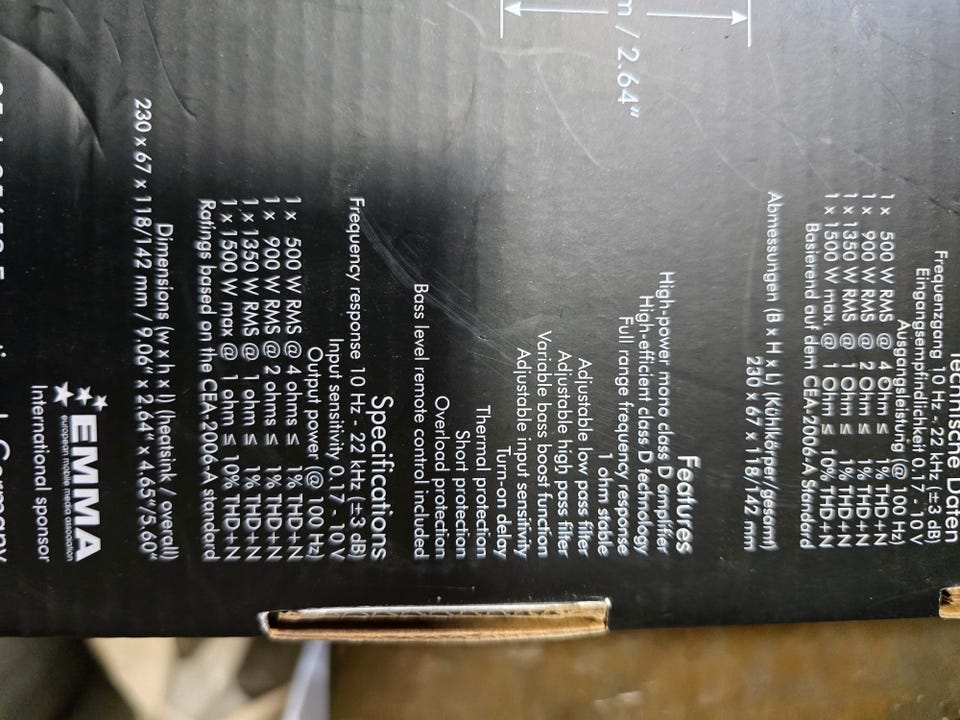 Technische Daten
Frequenzgang 10 Hz - 22 kHz (±3 dB)
Eingangsempfindlichkeit 0.17 - 10 V
Ausgangsleistung (@ 100 Hz)
1 x 500 W RMS @ 4 Ohm ≤ 1% THD+N
1 x 900 W RMS @ 2 Ohm ≤ 1% THD+N
1 x 1350 W RMS @ 1 Ohm ≤ 1% THD+N
1 x 1500 W max @ 1 Ohm ≤ 10% THD+N
Basierend auf dem CEA-2006-A Standard
Abmessungen (B x H x L) (Kühlkörper/gesamt)
230 x 67 x 118/142 mm
m / 2.64“
Features
High-power mono class D amplifier
High-efficient class D technology
Full range frequency response
1 ohm stable
Adjustable low pass filter
Adjustable high pass filter
Variable bass boost function
Adjustable input sensitivity
Turn-on delay
Thermal protection
Short protection
Overload protection
Bass level remote control included
Specifications
Frequency response 10 Hz - 22 kHz (±3 dB)
Input sensitivity 0.17 - 10 V
Output power (@ 100 Hz)
1 x 500 W RMS @ 4 ohms ≤ 1% THD+N
1 x 900 W RMS @ 2 ohms ≤ 1% THD+N
1 x 1350 W RMS @ 1 ohm ≤ 1% THD+N
1 x 1500 W max @ 1 ohm ≤ 10% THD+N
Ratings based on the CEA-2006-A standard
Dimensions (w x h x l) (heatsink / overall)
230 x 67 x 118/142 mm / 9.06“ x 2.64“ x 4.65“/5.60“
EMMA
european mobile media association
International sponsor
Germany